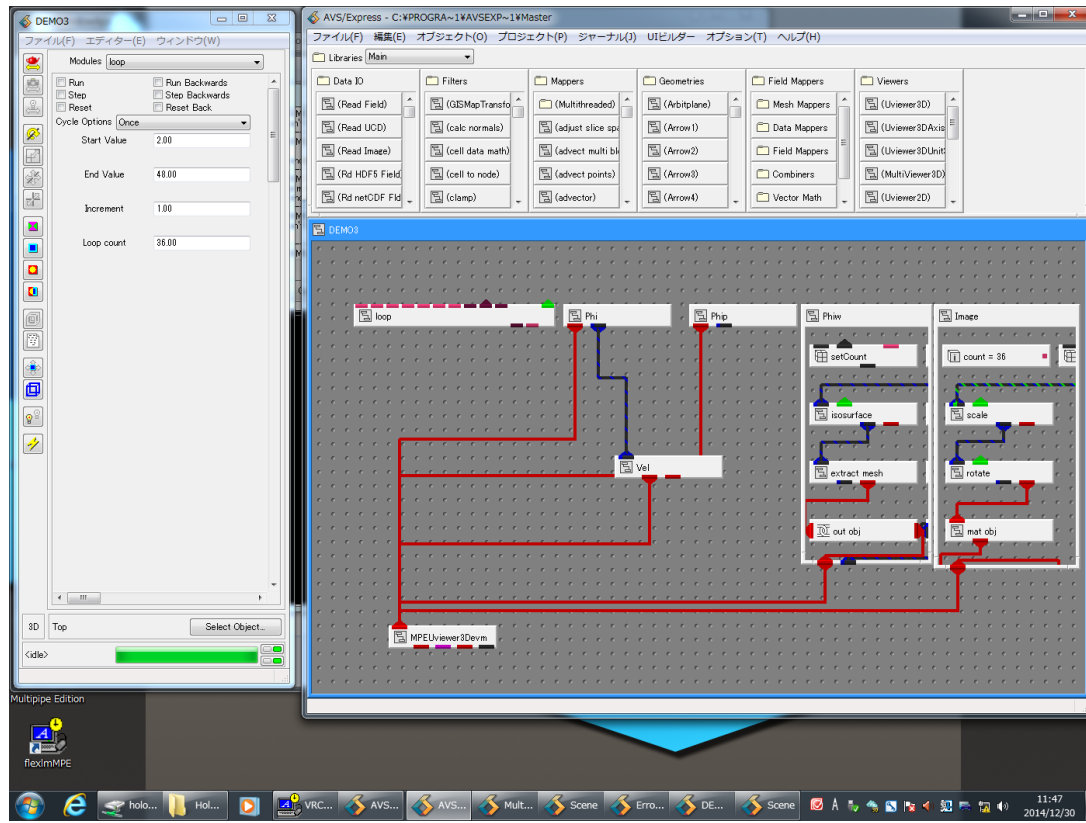 DEMO3
ファイル(F) エディター(E) ウィンドウ(W)
Modules loop
Run Run Backwards
Step Step Backwards
Reset Reset Back
Cycle Options Once
Start Value 2.00
End Value 48.00
Increment 1.00
Loop count 36.00
3D Top Select Object...
<idle>
AVS/Express - C:¥PROGRA~1¥AVSEXP~1¥Master
ファイル(F) 編集(E) オブジェクト(O) プロジェクト(P) ジャーナル(J) UIビルダー オプション(T) ヘルプ(H)
Libraries Main
Data IO Filters Mappers Geometries Field Mappers Viewers
(Read Field) (GISMapTransfo (Multithreaded) (Arbitplane) Mesh Mappers (Uviewer3D)
(Read UCD) (calc normals) (adjust slice spa (Arrow1) Data Mappers (Uviewer3DAxis
(Read Image) (cell data math) (advect multi bl (Arrow2) Field Mappers (Uviewer3DUnit
(Rd HDF5 Field (cell to node) (advect points) (Arrow3) Combiners (MultiViewer3D)
(Rd netCDF Fld (clamp) (advector) (Arrow4) Vector Math (Uviewer2D)
DEMO3
loop Phi Phip Phiw Image
setCount count = 36
isosurface scale
Vel extract mesh rotate
out obj mat obj
MPEUviewer3Devm
Multipipe Edition
flexlmMPE
holo... Hol... VRC... AVS... AVS... Mult... Scene Erro... DE... Scene A 11:47
2014/12/30